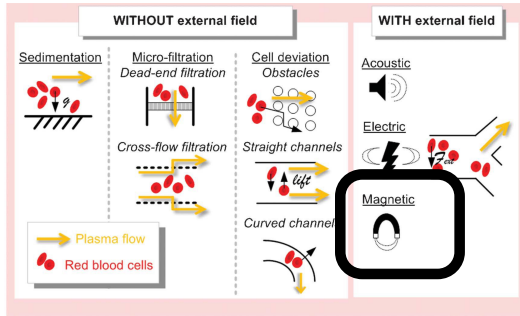 WITHOUT external field
WITH external field
Sedimentation
g
Micro-filtration
Dead-end filtration
Cross-flow filtration
Cell deviation
Obstacles
Straight channels
lift
Curved channel
Acoustic
Electric
Fext
Magnetic
Plasma flow
Red blood cells